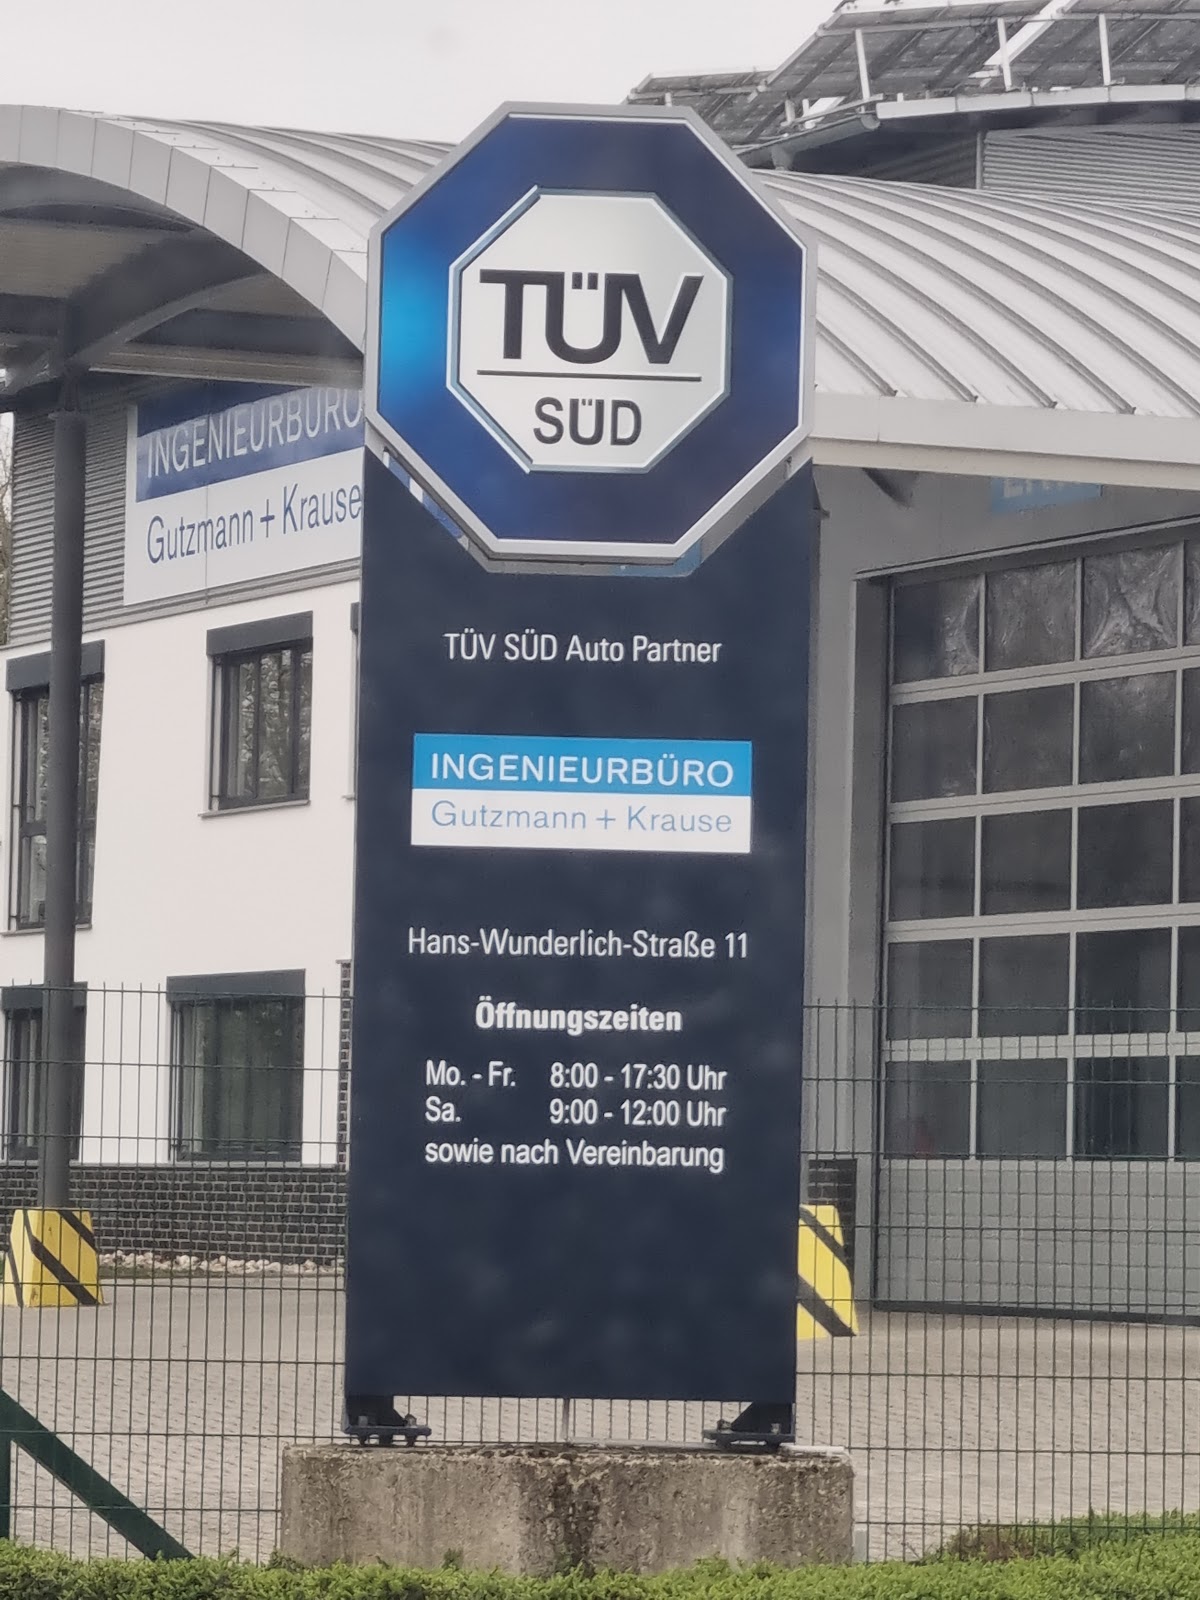 TÜV
SÜD
INGENIEURBÜRO
Gutzmann + Krause
TÜV SÜD Auto Partner
INGENIEURBÜRO
Gutzmann + Krause
Hans-Wunderlich-Straße 11
Öffnungszeiten
Mo. - Fr. 8:00 - 17:30 Uhr
Sa. 9:00 - 12:00 Uhr
sowie nach Vereinbarung